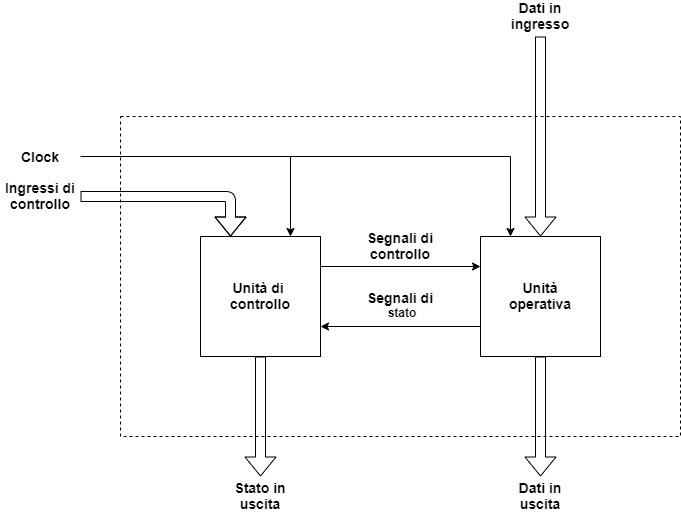 Dati in
ingresso
Clock
Ingressi di
controllo
Segnali di
controllo
Unità di
controllo
Segnali di
stato
Unità
operativa
Stato in
uscita
Dati in
uscita